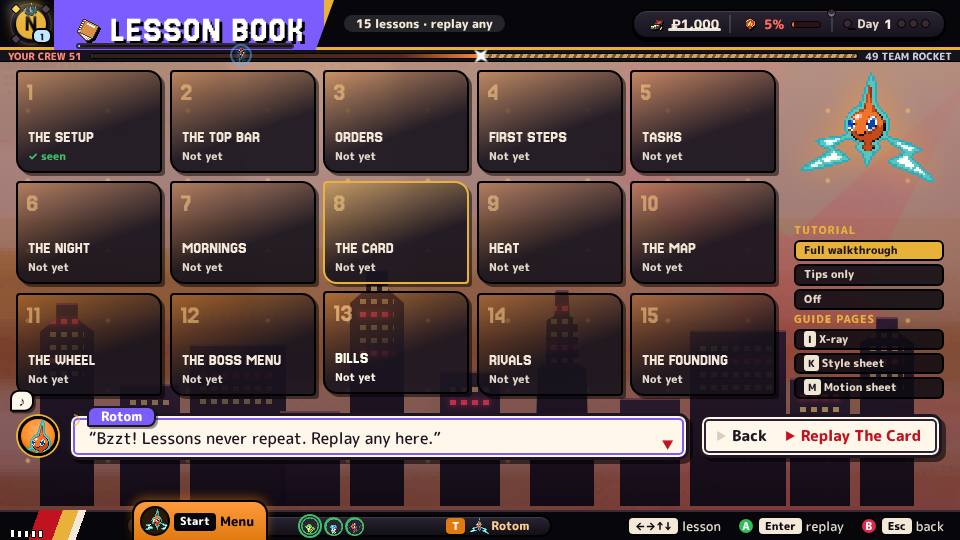 N
1
LESSON BOOK
15 lessons · replay any
₽1,000
5%
Day 1
YOUR CREW 51
49 TEAM ROCKET
1
THE SETUP
✓ seen
2
THE TOP BAR
Not yet
3
ORDERS
Not yet
4
FIRST STEPS
Not yet
5
TASKS
Not yet
6
THE NIGHT
Not yet
7
MORNINGS
Not yet
8
THE CARD
Not yet
9
HEAT
Not yet
10
THE MAP
Not yet
11
THE WHEEL
Not yet
12
THE BOSS MENU
Not yet
13
BILLS
Not yet
14
RIVALS
Not yet
15
THE FOUNDING
Not yet
TUTORIAL
Full walkthrough
Tips only
Off
GUIDE PAGES
I X-ray
K Style sheet
M Motion sheet
♪
Rotom
“Bzzt! Lessons never repeat. Replay any here.”
Back
Replay The Card
Start Menu
T Rotom
←→↑↓ lesson
A Enter replay
B Esc back